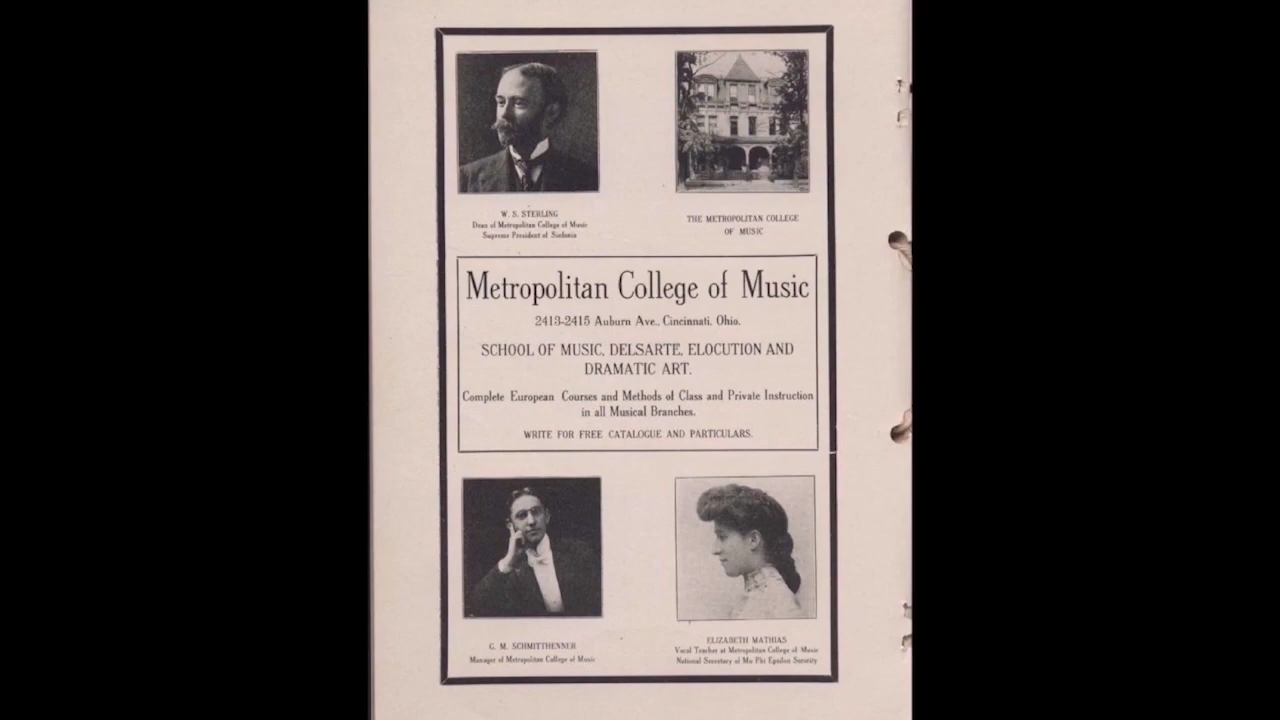 W. S. STERLING
Dean of Metropolitan College of Music
Supreme President of Sinfonia
THE METROPOLITAN COLLEGE
OF MUSIC
Metropolitan College of Music
2413-2415 Auburn Ave., Cincinnati, Ohio.
SCHOOL OF MUSIC, DELSARTE, ELOCUTION AND
DRAMATIC ART.
Complete European Courses and Methods of Class and Private Instruction
in all Musical Branches.
WRITE FOR FREE CATALOGUE AND PARTICULARS.
G. M. SCHMITTHENNER
Manager of Metropolitan College of Music
ELIZABETH MATHIAS
Vocal Teacher at Metropolitan College of Music
National Secretary of Mu Phi Epsilon Sorority